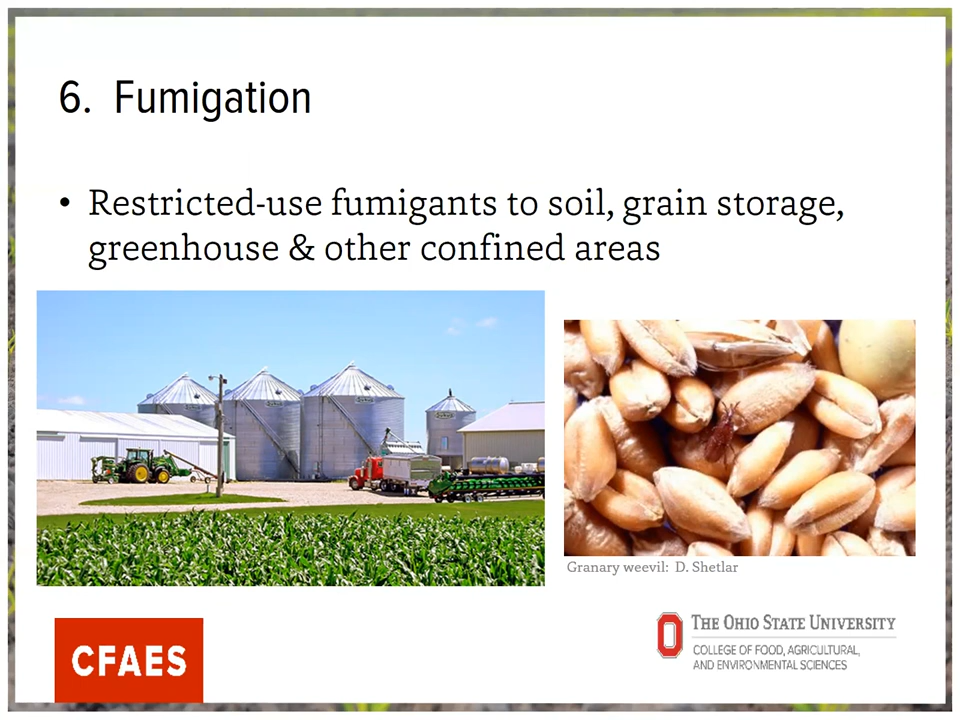 6. Fumigation
• Restricted-use fumigants to soil, grain storage,
greenhouse & other confined areas
Granary weevil: D. Shetlar
CFAES
THE OHIO STATE UNIVERSITY
COLLEGE OF FOOD, AGRICULTURAL,
AND ENVIRONMENTAL SCIENCES